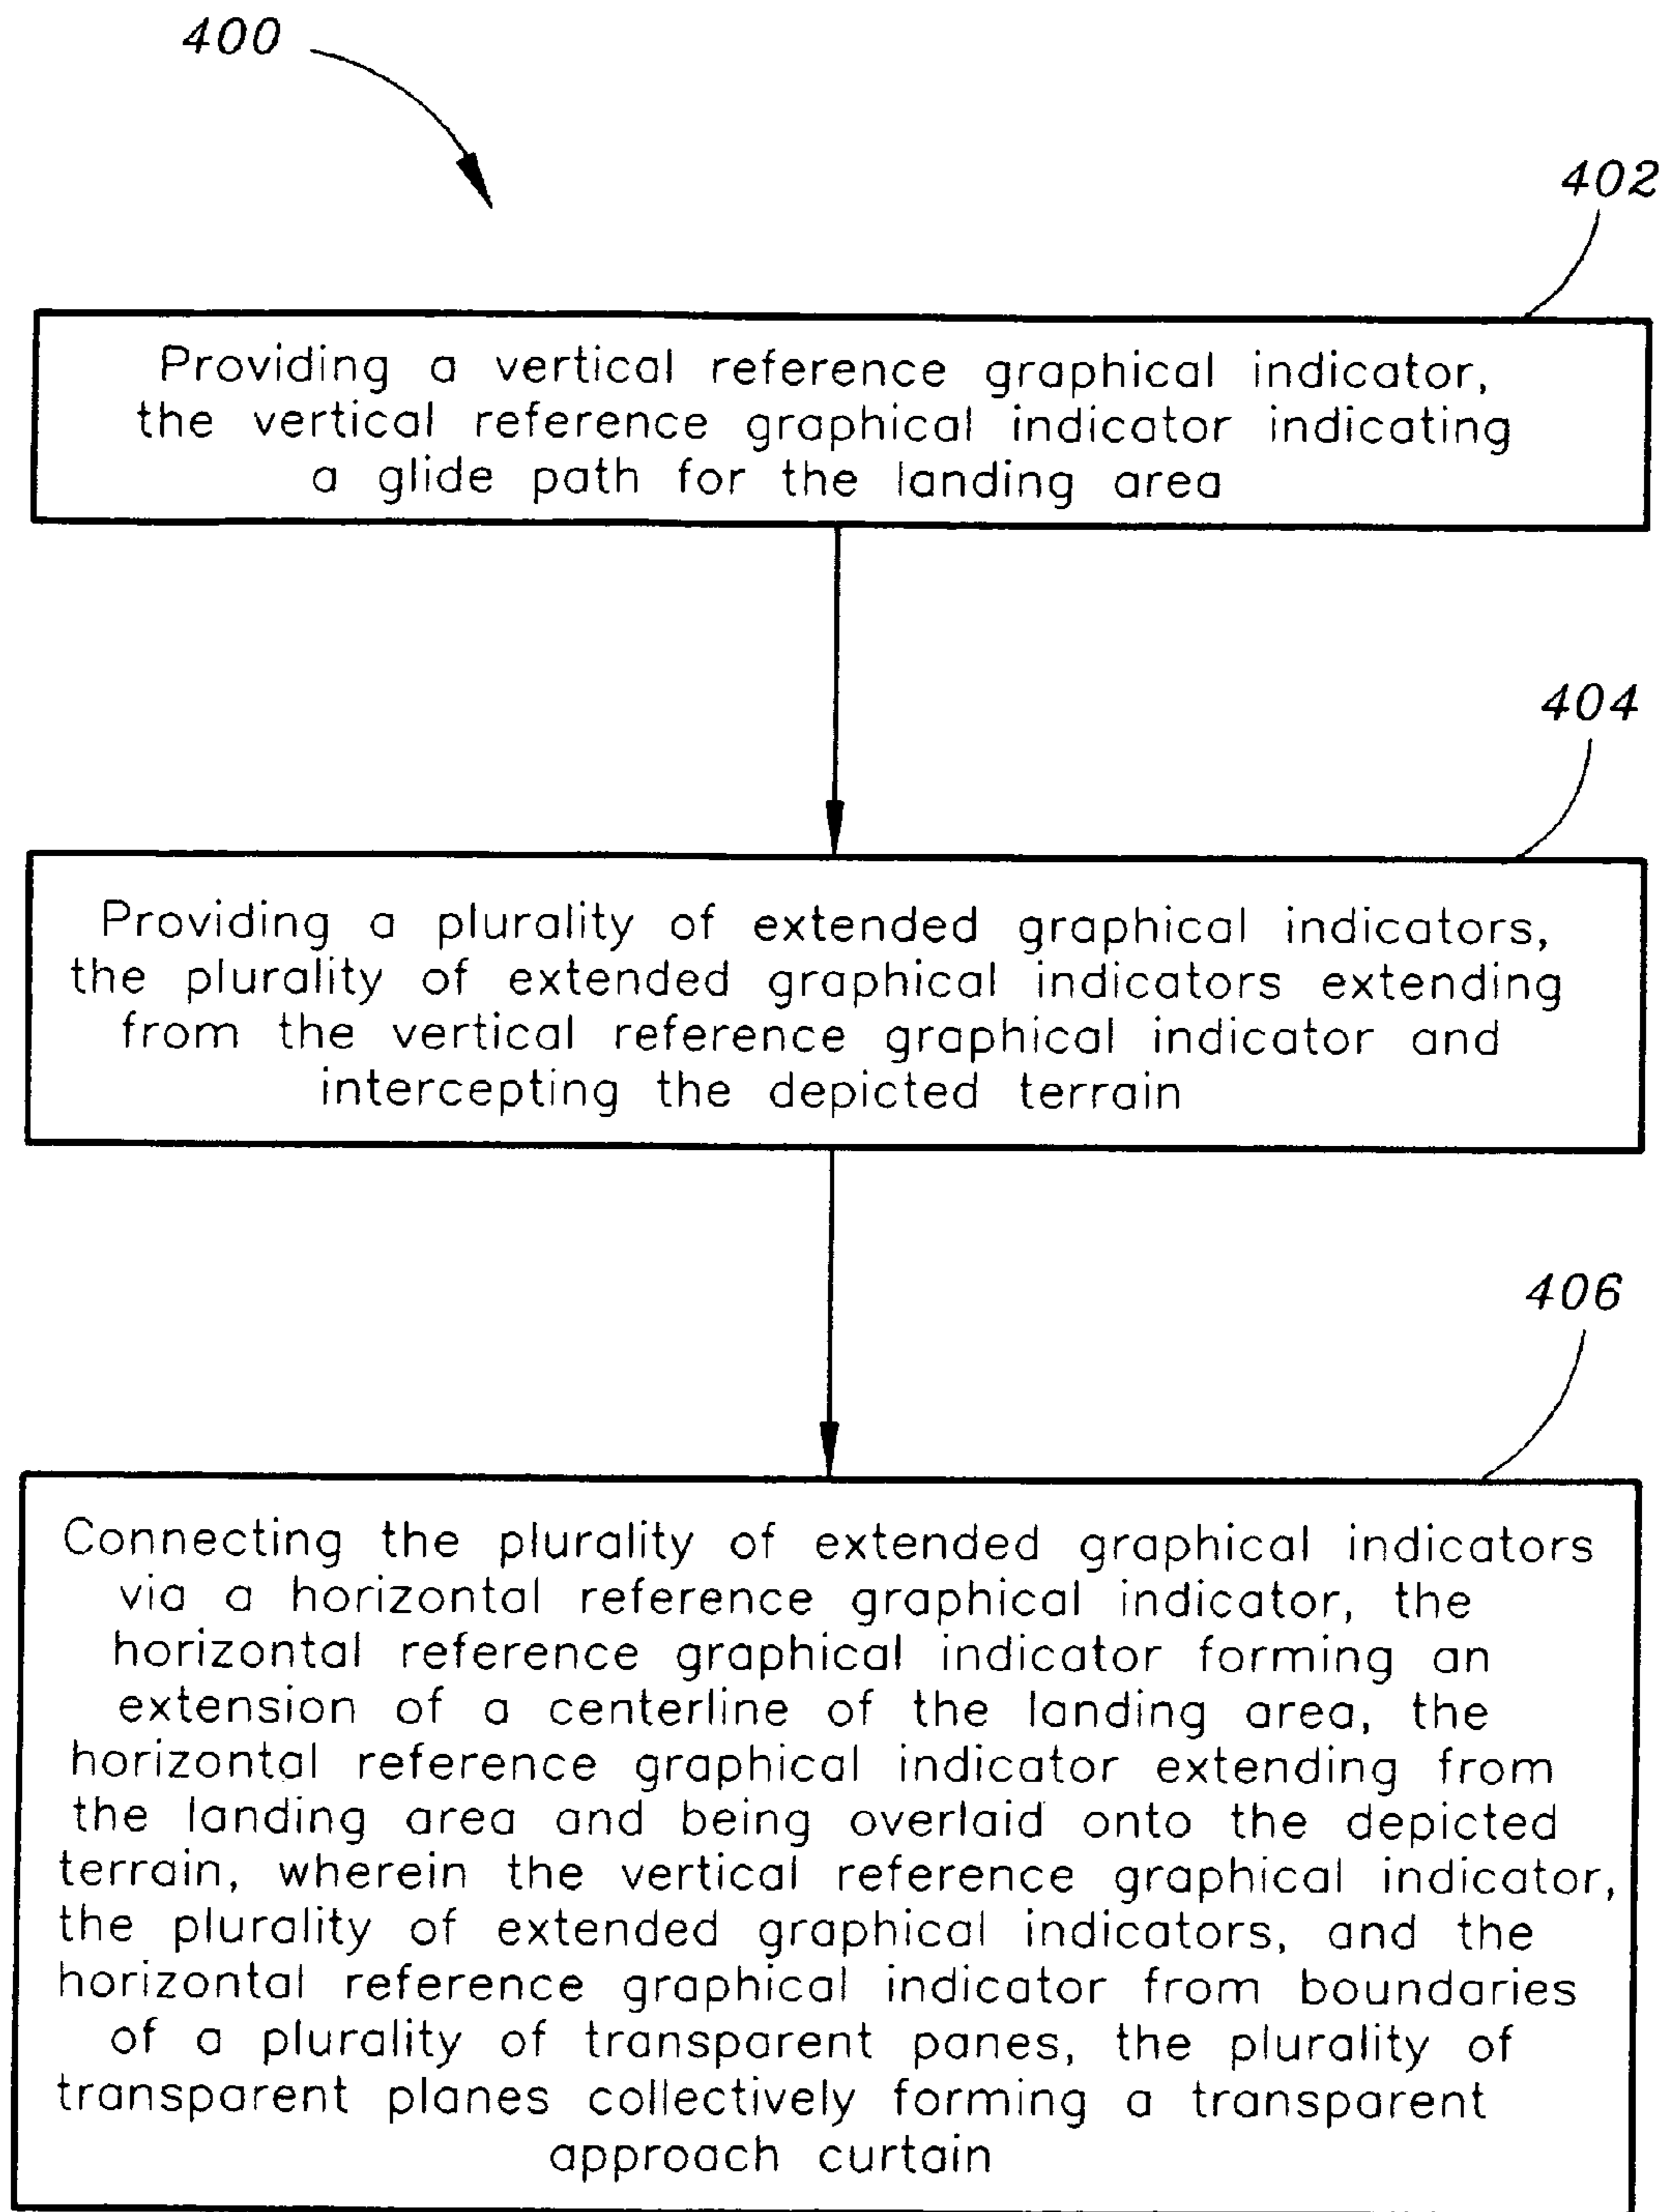 400
402
Providing a vertical reference graphical indicator,
the vertical reference graphical indicator indicating
a glide path for the landing area
404
Providing a plurality of extended graphical indicators,
the plurality of extended graphical indicators extending
from the vertical reference graphical indicator and
intercepting the depicted terrain
406
Connecting the plurality of extended graphical indicators
via a horizontal reference graphical indicator, the
horizontal reference graphical indicator forming an
extension of a centerline of the landing area, the
horizontal reference graphical indicator extending from
the landing area and being overlaid onto the depicted
terrain, wherein the vertical reference graphical indicator,
the plurality of extended graphical indicators, and the
horizontal reference graphical indicator from boundaries
of a plurality of transparent panes, the plurality of
transparent planes collectively forming a transparent
approach curtain